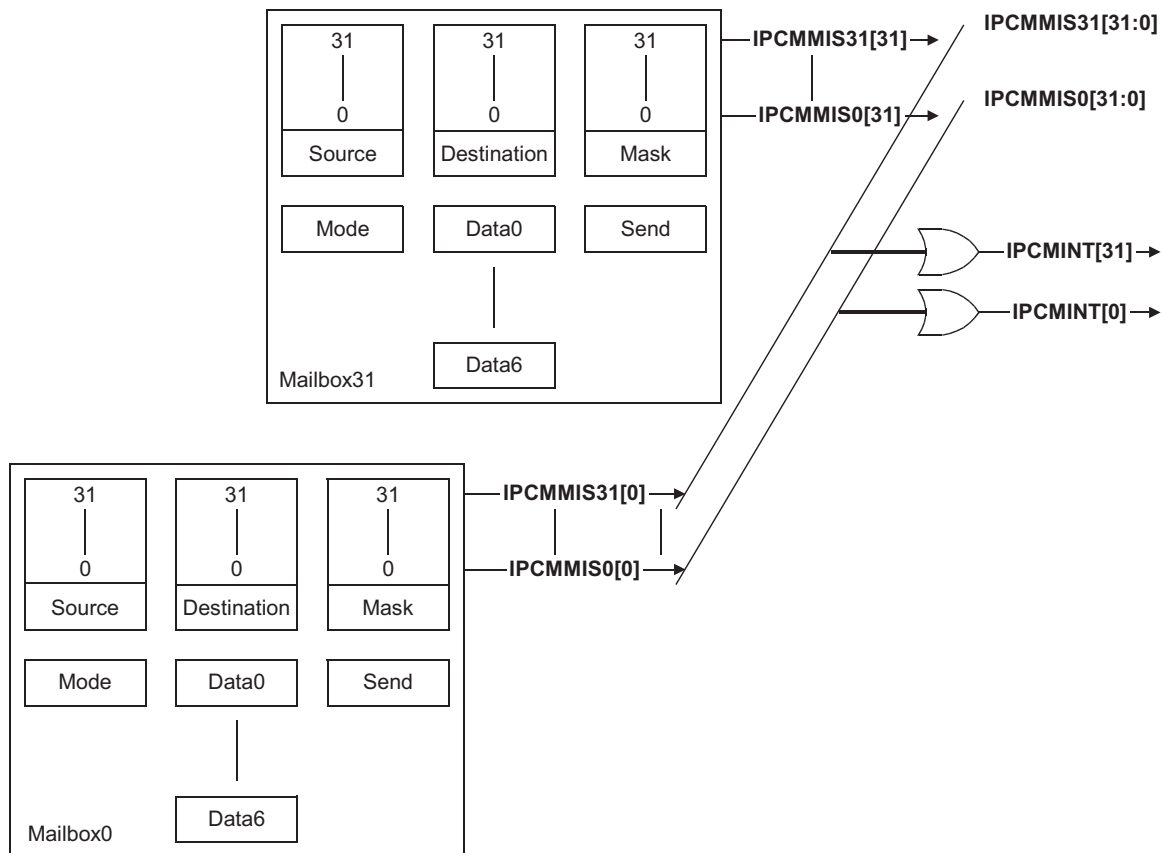 31 31 31
0 0 0
Source Destination Mask
Mode Data0 Send
Data6
Mailbox31
IPCMMIS31[31]
IPCMMIS0[31]
IPCMMIS31[31:0]
IPCMMIS0[31:0]
IPCMINT[31]
IPCMINT[0]
31 31 31
0 0 0
Source Destination Mask
Mode Data0 Send
Data6
Mailbox0
IPCMMIS31[0]
IPCMMIS0[0]